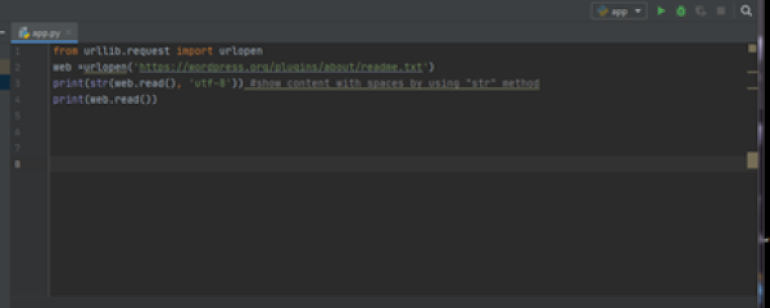 app
app.py
1 from urllib.request import urlopen
2 web =urlopen('https://wordpress.org/plugins/about/readme.txt')
3 print(str(web.read(), 'utf-8')) #show content with spaces by using "str" method
4 print(web.read())
5
6
7
8